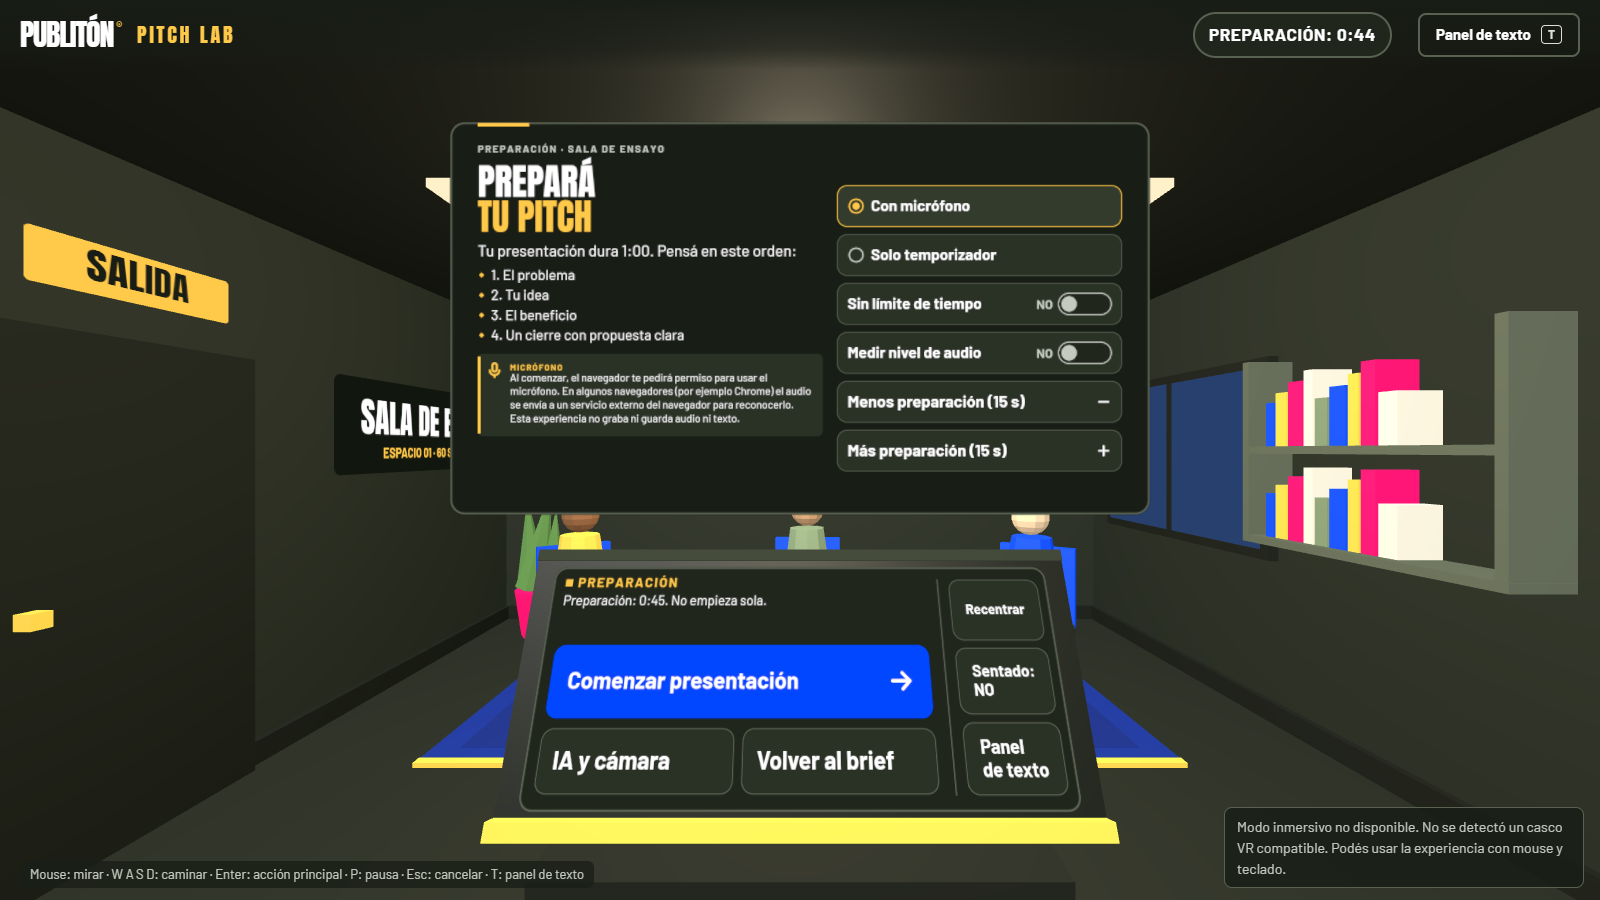 PUBLITÓN PITCH LAB
PREPARACIÓN: 0:44
Panel de texto T
PREPARACIÓN · SALA DE ENSAYO
PREPARÁ
TU PITCH
Tu presentación dura 1:00. Pensá en este orden:
1. El problema
2. Tu idea
3. El beneficio
4. Un cierre con propuesta clara
MICRÓFONO
Al comenzar, el navegador te pedirá permiso para usar el
micrófono. En algunos navegadores (por ejemplo Chrome) el audio
se envía a un servicio externo del navegador para reconocerlo.
Esta experiencia no graba ni guarda audio ni texto.
Con micrófono
Solo temporizador
Sin límite de tiempo NO
Medir nivel de audio NO
Menos preparación (15 s) −
Más preparación (15 s) +
SALIDA
SALA DE E
ESPACIO 01 · 60 S
PREPARACIÓN
Preparación: 0:45. No empieza sola.
Comenzar presentación →
IA y cámara
Volver al brief
Recentrar
Sentado:
NO
Panel
de texto
Mouse: mirar · W A S D: caminar · Enter: acción principal · P: pausa · Esc: cancelar · T: panel de texto
Modo inmersivo no disponible. No se detectó un casco
VR compatible. Podés usar la experiencia con mouse y
teclado.